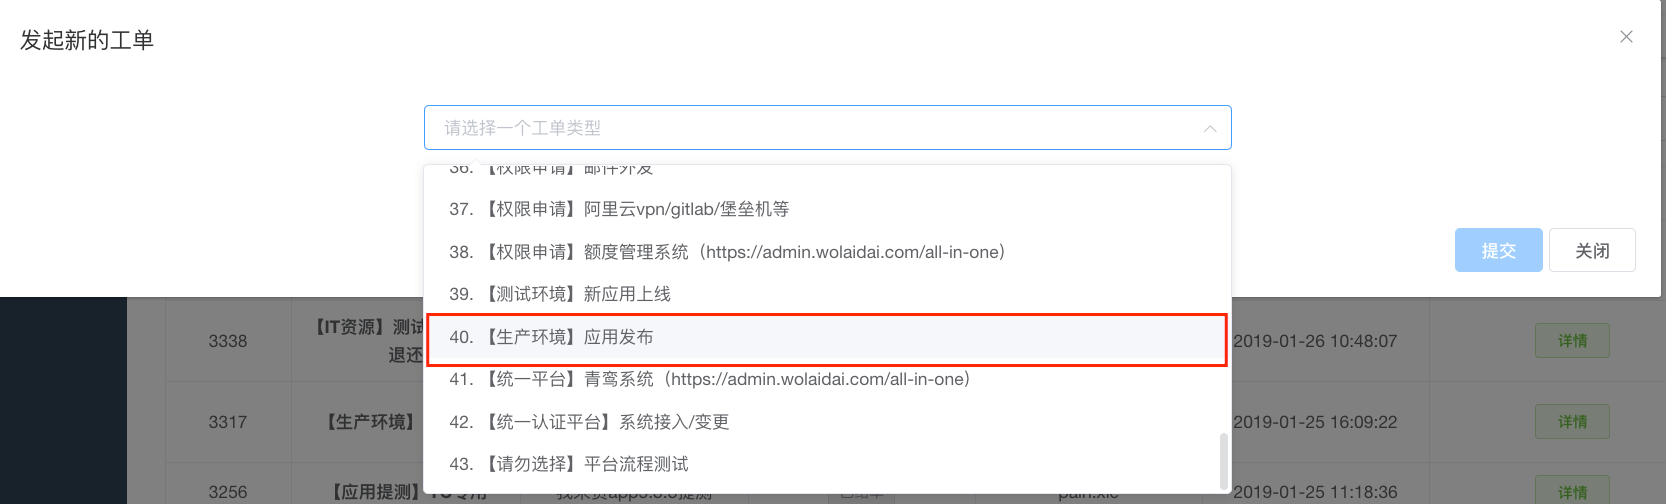 发起新的工单
请选择一个工单类型
36. 【权限申请】邮件外发
37. 【权限申请】阿里云vpn/gitlab/堡垒机等
38. 【权限申请】额度管理系统（https://admin.wolaidai.com/all-in-one）
39. 【测试环境】新应用上线
40. 【生产环境】应用发布
41. 【统一平台】青鸾系统（https://admin.wolaidai.com/all-in-one）
42. 【统一认证平台】系统接入/变更
43. 【请勿选择】平台流程测试
提交 关闭
3338 【IT资源】测试 2019-01-26 10:48:07 详情
退还
3317 【生产环境】 2019-01-25 16:09:22 详情
3256 【应用提测】 2019-01-25 11:18:36 详情